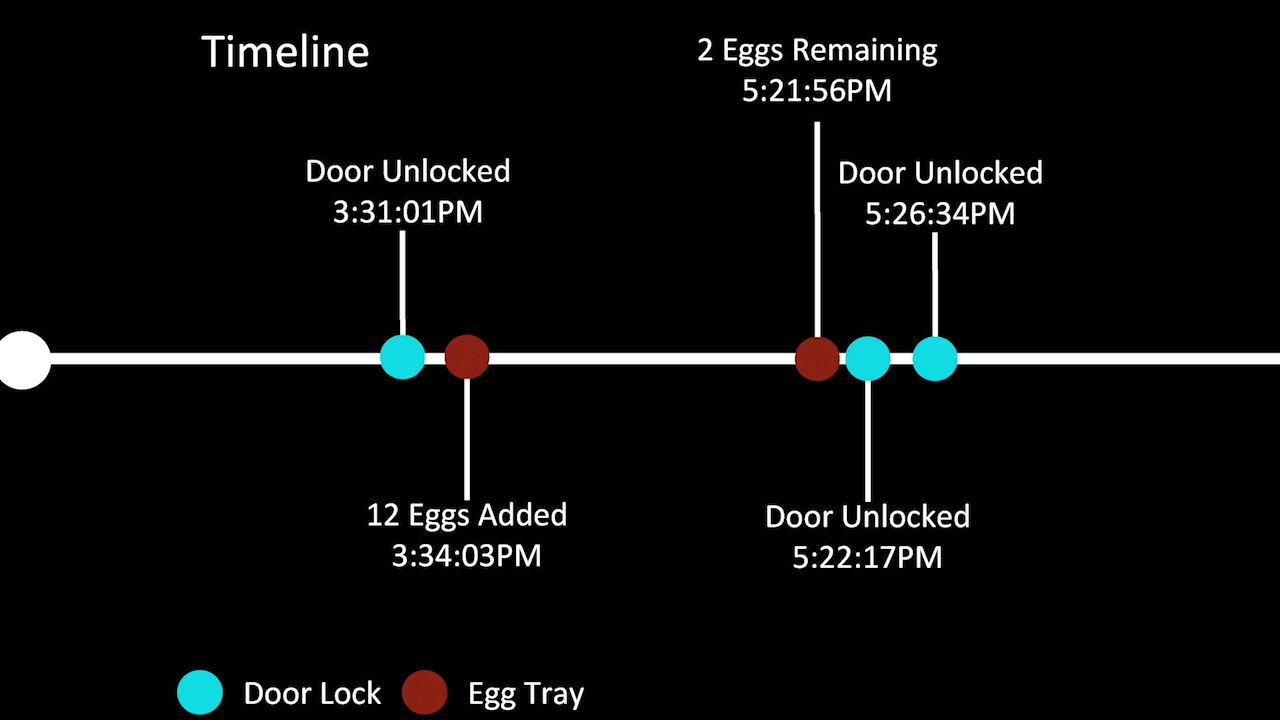 Timeline
2 Eggs Remaining
5:21:56PM
Door Unlocked
3:31:01PM
Door Unlocked
5:26:34PM
12 Eggs Added
3:34:03PM
Door Unlocked
5:22:17PM
Door Lock
Egg Tray